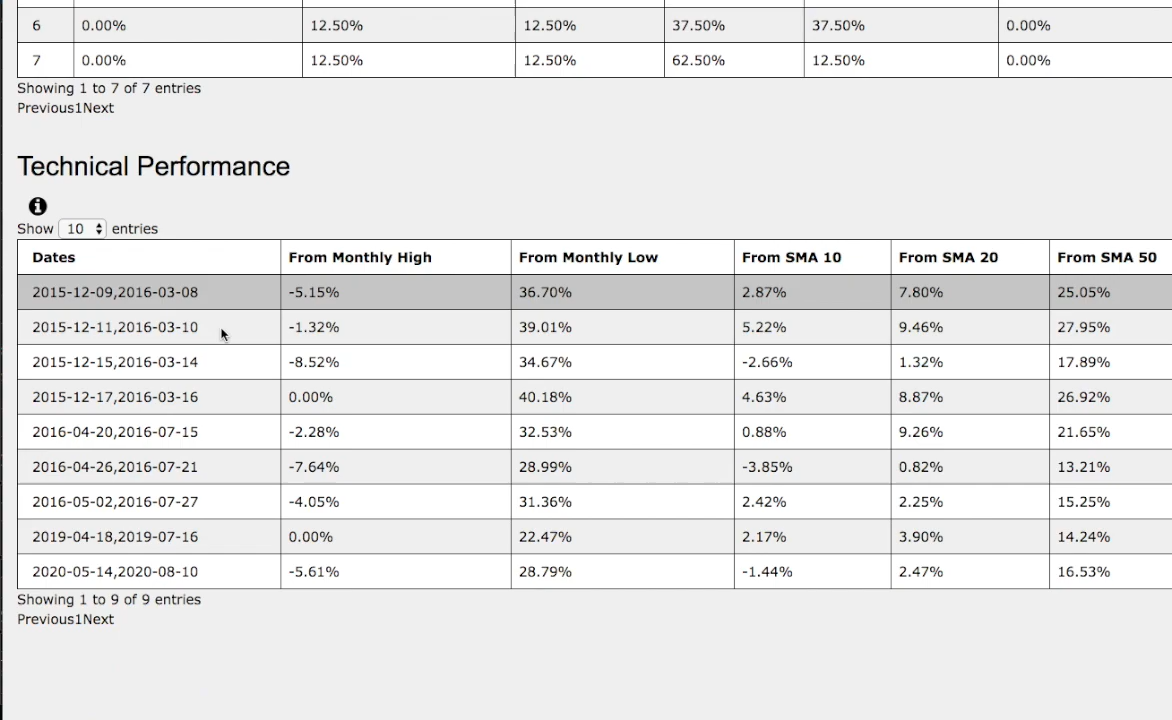 6 0.00% 12.50% 12.50% 37.50% 37.50% 0.00%
7 0.00% 12.50% 12.50% 62.50% 12.50% 0.00%
Showing 1 to 7 of 7 entries
Previous1Next
Technical Performance
Show 10 entries
Dates From Monthly High From Monthly Low From SMA 10 From SMA 20 From SMA 50
2015-12-09,2016-03-08 -5.15% 36.70% 2.87% 7.80% 25.05%
2015-12-11,2016-03-10 -1.32% 39.01% 5.22% 9.46% 27.95%
2015-12-15,2016-03-14 -8.52% 34.67% -2.66% 1.32% 17.89%
2015-12-17,2016-03-16 0.00% 40.18% 4.63% 8.87% 26.92%
2016-04-20,2016-07-15 -2.28% 32.53% 0.88% 9.26% 21.65%
2016-04-26,2016-07-21 -7.64% 28.99% -3.85% 0.82% 13.21%
2016-05-02,2016-07-27 -4.05% 31.36% 2.42% 2.25% 15.25%
2019-04-18,2019-07-16 0.00% 22.47% 2.17% 3.90% 14.24%
2020-05-14,2020-08-10 -5.61% 28.79% -1.44% 2.47% 16.53%
Showing 1 to 9 of 9 entries
Previous1Next